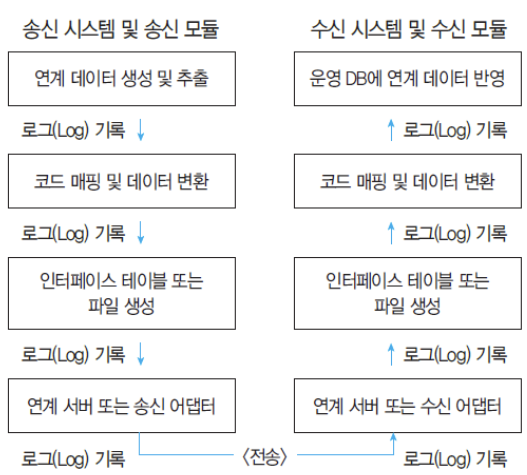 송신 시스템 및 송신 모듈
연계 데이터 생성 및 추출
로그(Log) 기록
코드 매핑 및 데이터 변환
로그(Log) 기록
인터페이스 테이블 또는
파일 생성
로그(Log) 기록
연계 서버 또는 송신 어댑터
로그(Log) 기록
〈전송〉
수신 시스템 및 수신 모듈
운영 DB에 연계 데이터 반영
로그(Log) 기록
코드 매핑 및 데이터 변환
로그(Log) 기록
인터페이스 테이블 또는
파일 생성
로그(Log) 기록
연계 서버 또는 수신 어댑터
로그(Log) 기록